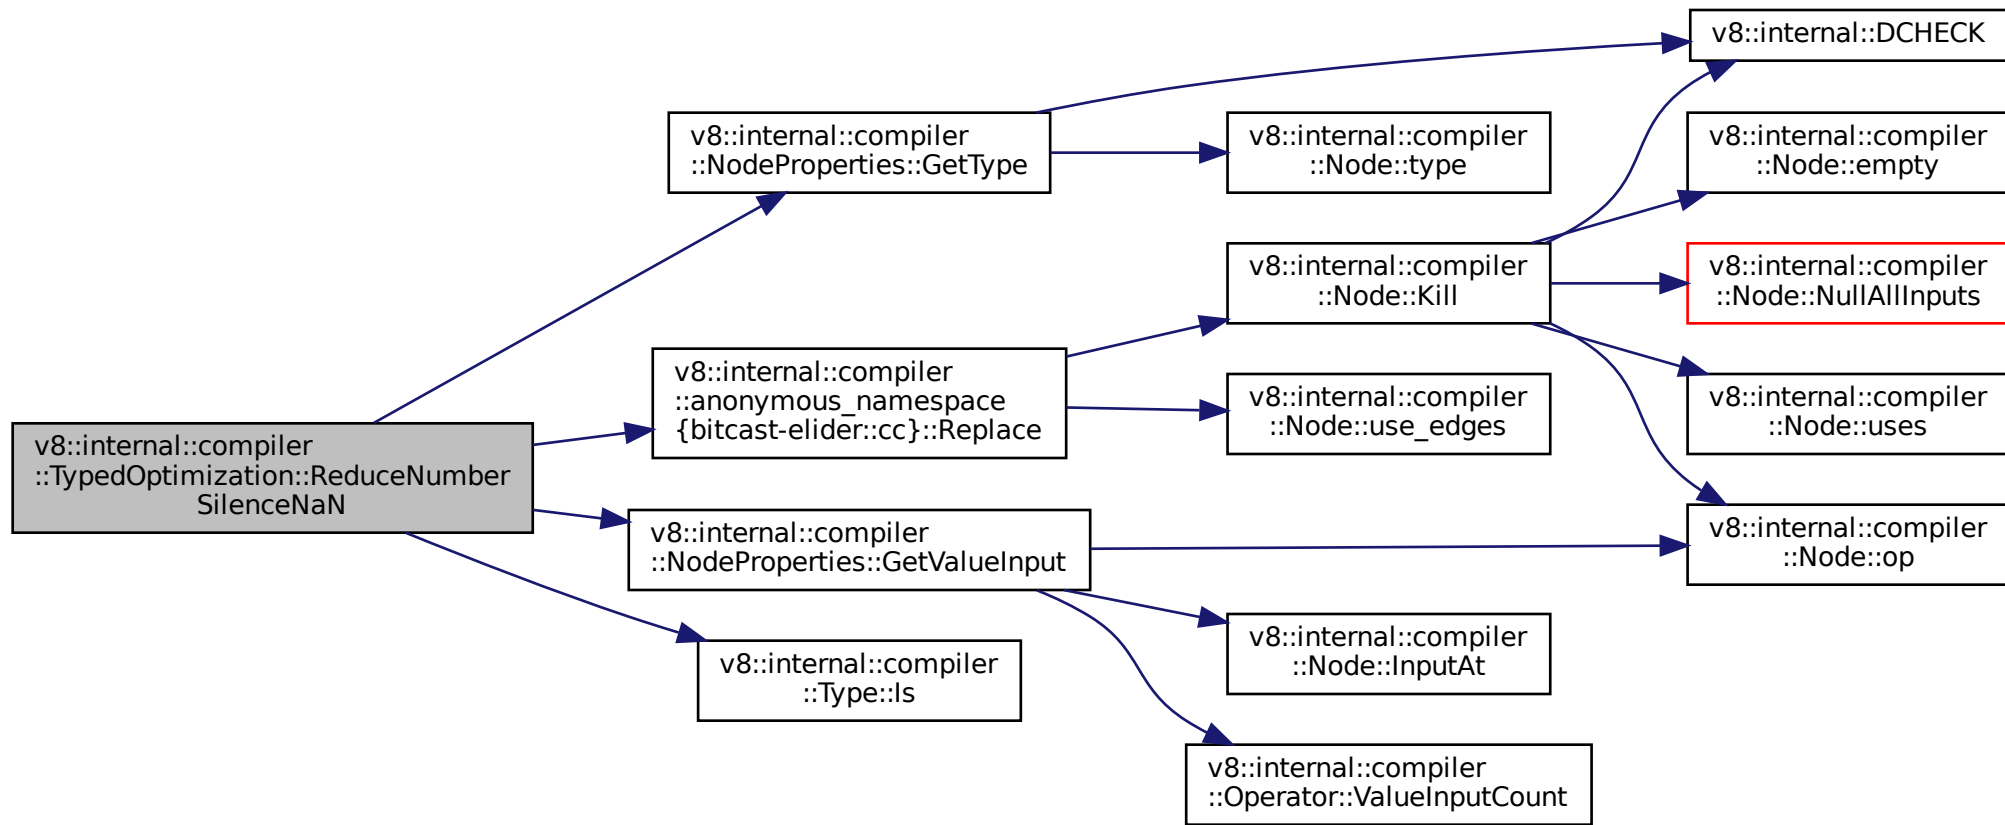 v8::internal::DCHECK
v8::internal::compiler
::NodeProperties::GetType
v8::internal::compiler
::Node::type
v8::internal::compiler
::Node::empty
v8::internal::compiler
::Node::Kill
v8::internal::compiler
::Node::NullAllInputs
v8::internal::compiler
::anonymous_namespace
{bitcast-elider::cc}::Replace
v8::internal::compiler
::Node::use_edges
v8::internal::compiler
::Node::uses
v8::internal::compiler
::TypedOptimization::ReduceNumber
SilenceNaN
v8::internal::compiler
::NodeProperties::GetValueInput
v8::internal::compiler
::Node::op
v8::internal::compiler
::Node::InputAt
v8::internal::compiler
::Type::Is
v8::internal::compiler
::Operator::ValueInputCount